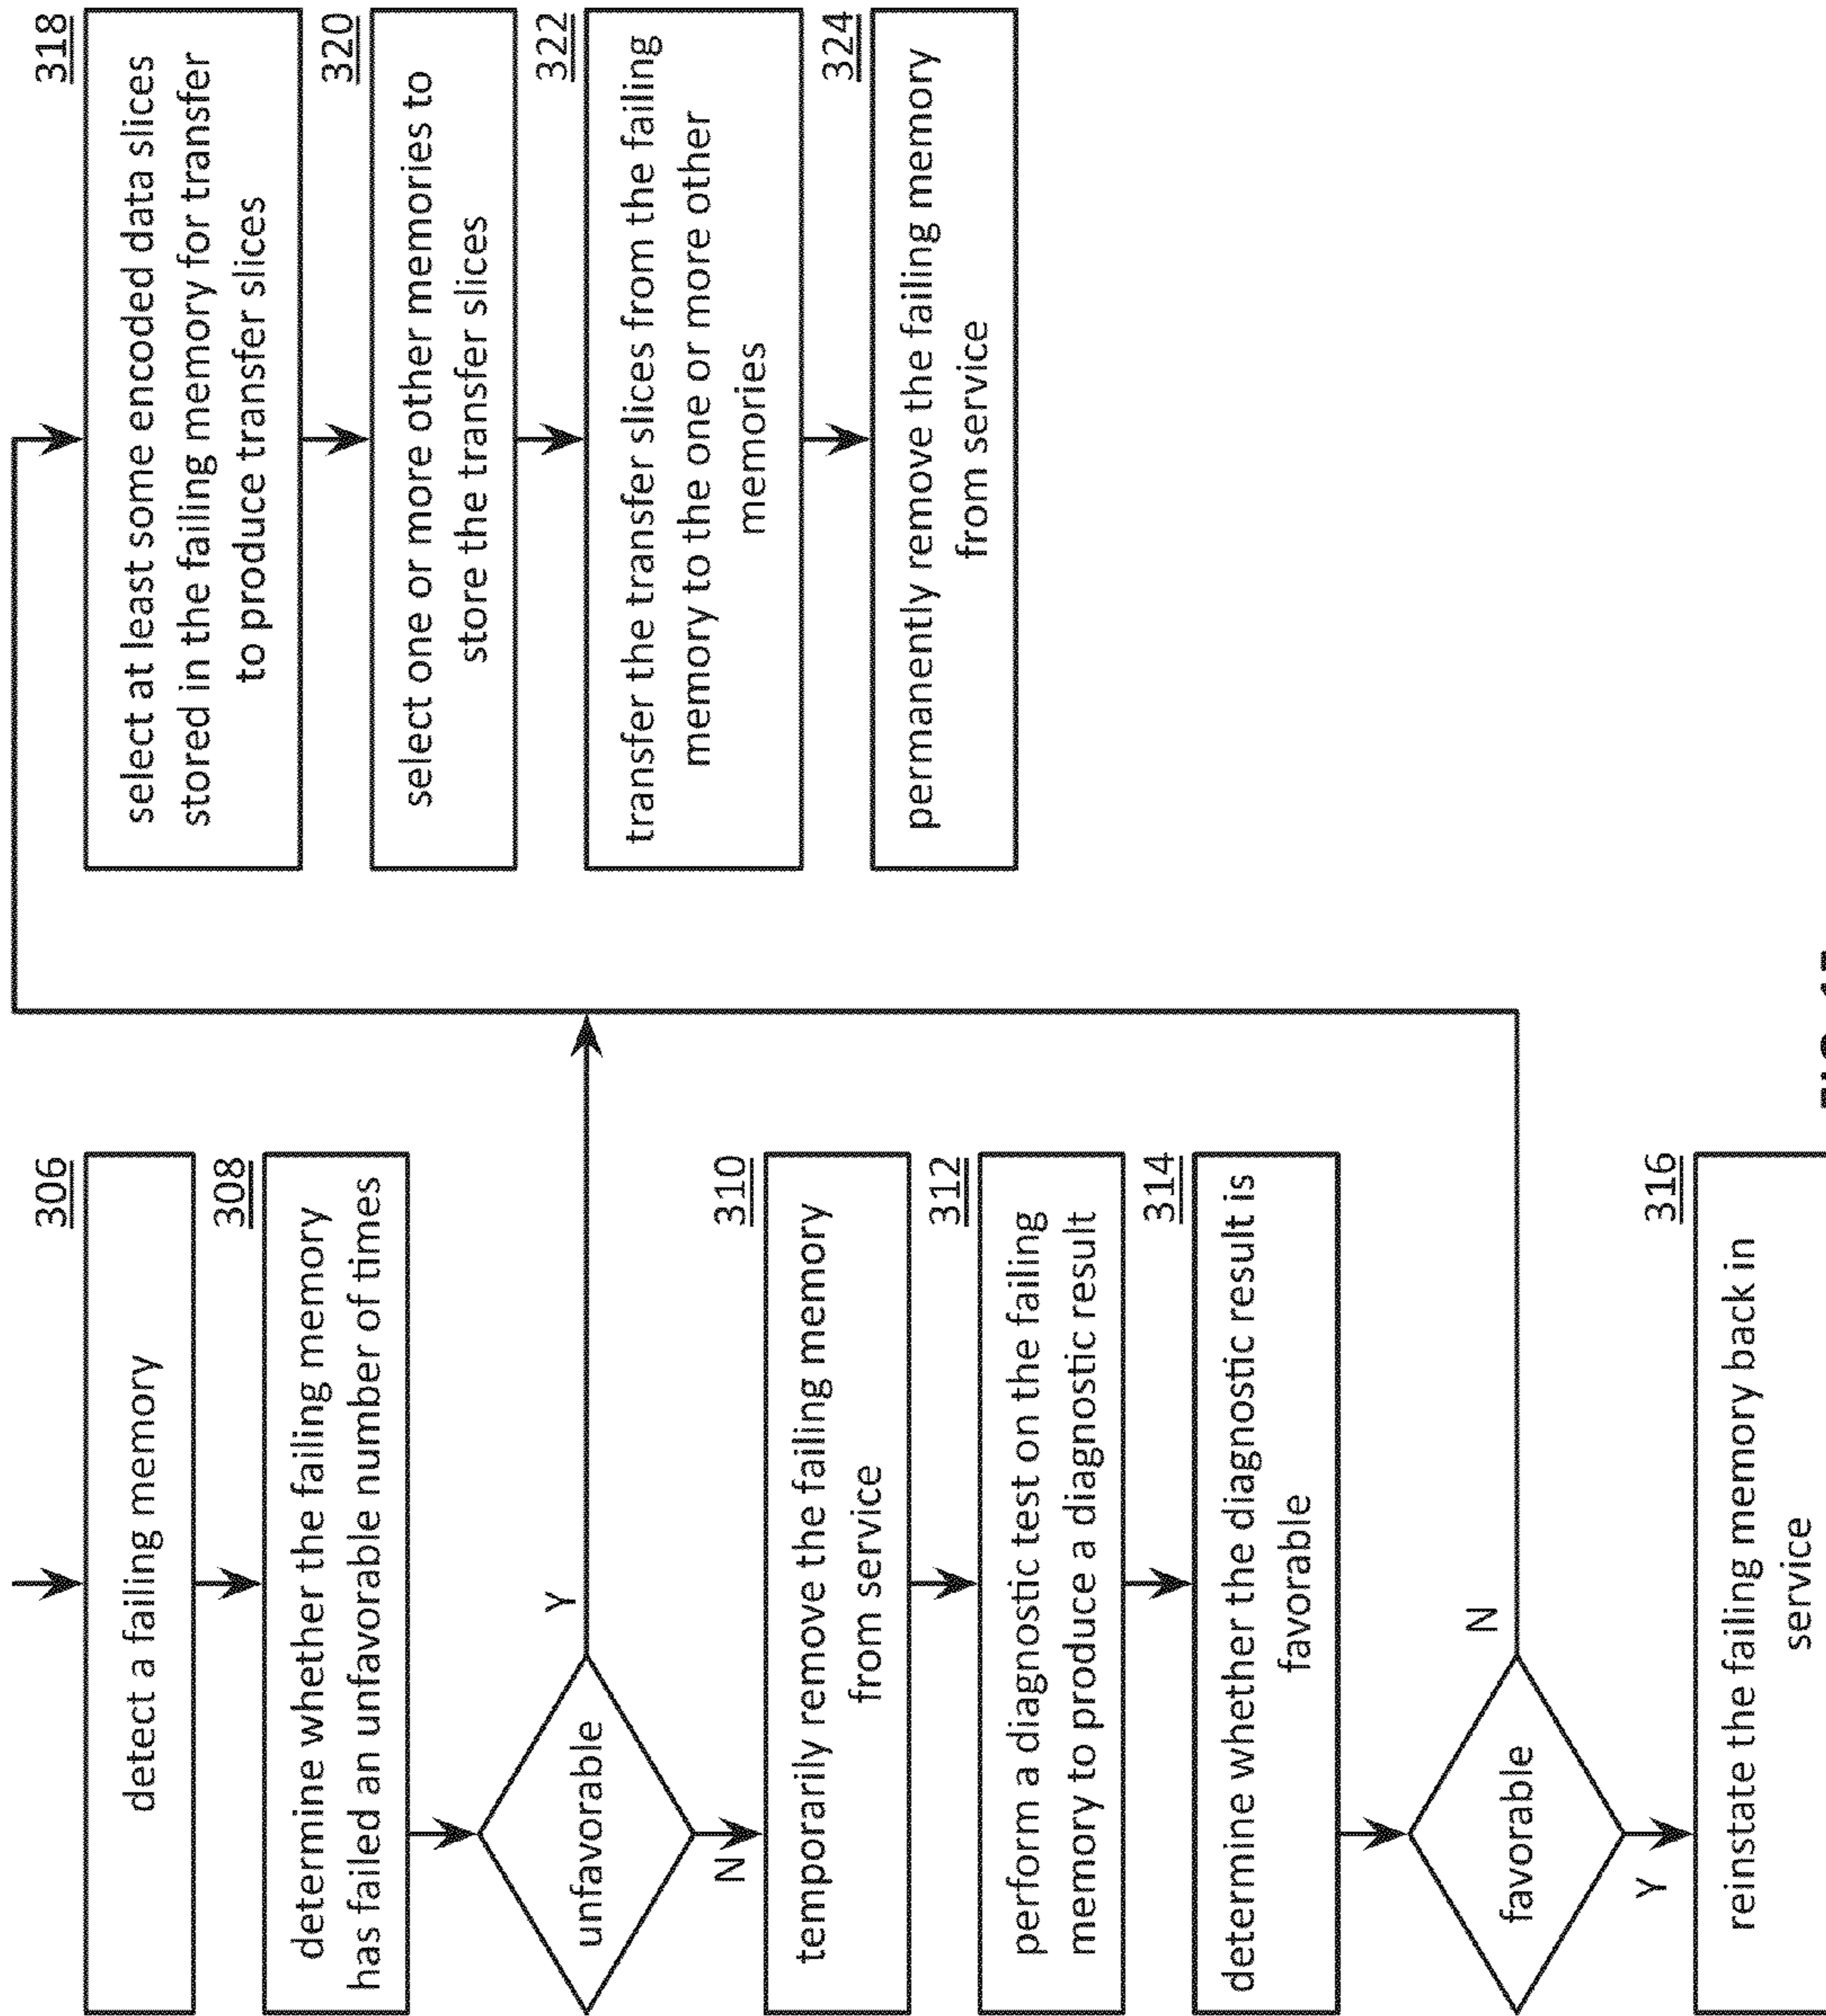 306
detect a failing memory
308
determine whether the failing memory
has failed an unfavorable number of times
unfavorable
Y
N
310
temporarily remove the failing memory
from service
312
perform a diagnostic test on the failing
memory to produce a diagnostic result
314
determine whether the diagnostic result is
favorable
favorable
N
Y
316
reinstate the failing memory back in
service
318
select at least some encoded data slices
stored in the failing memory for transfer
to produce transfer slices
320
select one or more other memories to
store the transfer slices
322
transfer the transfer slices from the failing
memory to the one or more other
memories
324
permanently remove the failing memory
from service